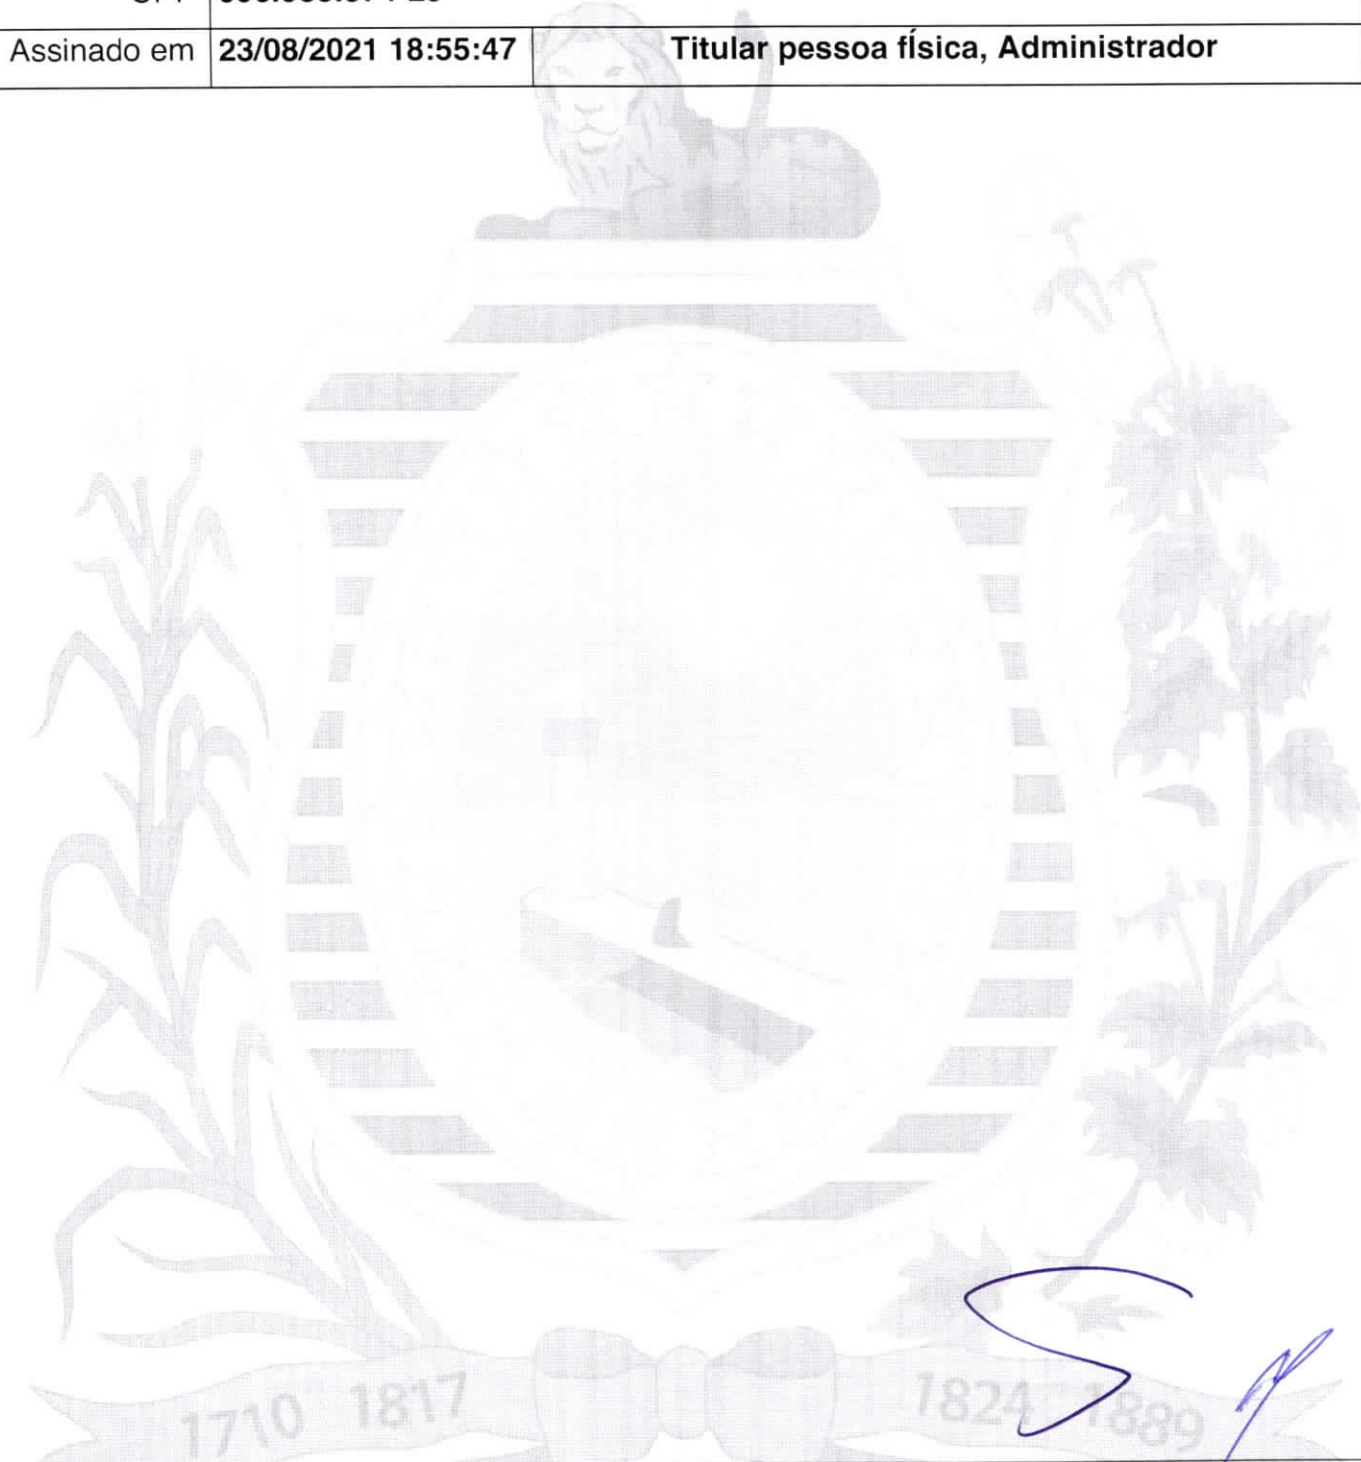 Assinado em 23/08/2021 18:55:47 Titular pessoa física, Administrador
1710 1817 1824 1889